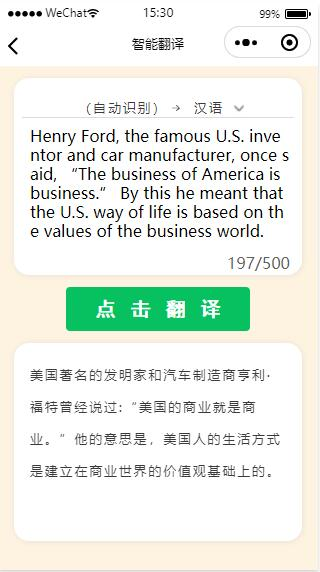 WeChat 15:30 99%
智能翻译
(自动识别) → 汉语
Henry Ford, the famous U.S. inve
ntor and car manufacturer, once s
aid, “The business of America is
business.” By this he meant that
the U.S. way of life is based on th
e values of the business world.
197/500
点击翻译
美国著名的发明家和汽车制造商亨利·
福特曾经说过:“美国的商业就是商
业。”他的意思是，美国人的生活方式
是建立在商业世界的价值观基础上的。